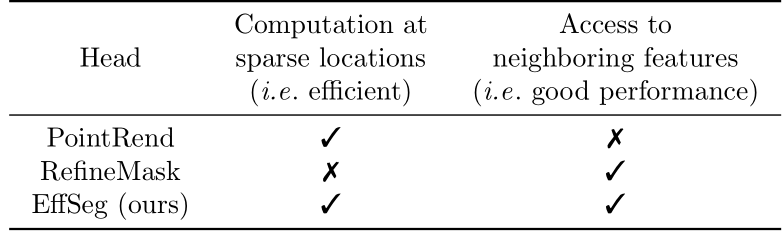 Head Computation at sparse locations (i.e. efficient) Access to neighboring features (i.e. good performance)
PointRend ✓ ✗
RefineMask ✗ ✓
EffSeg (ours) ✓ ✓